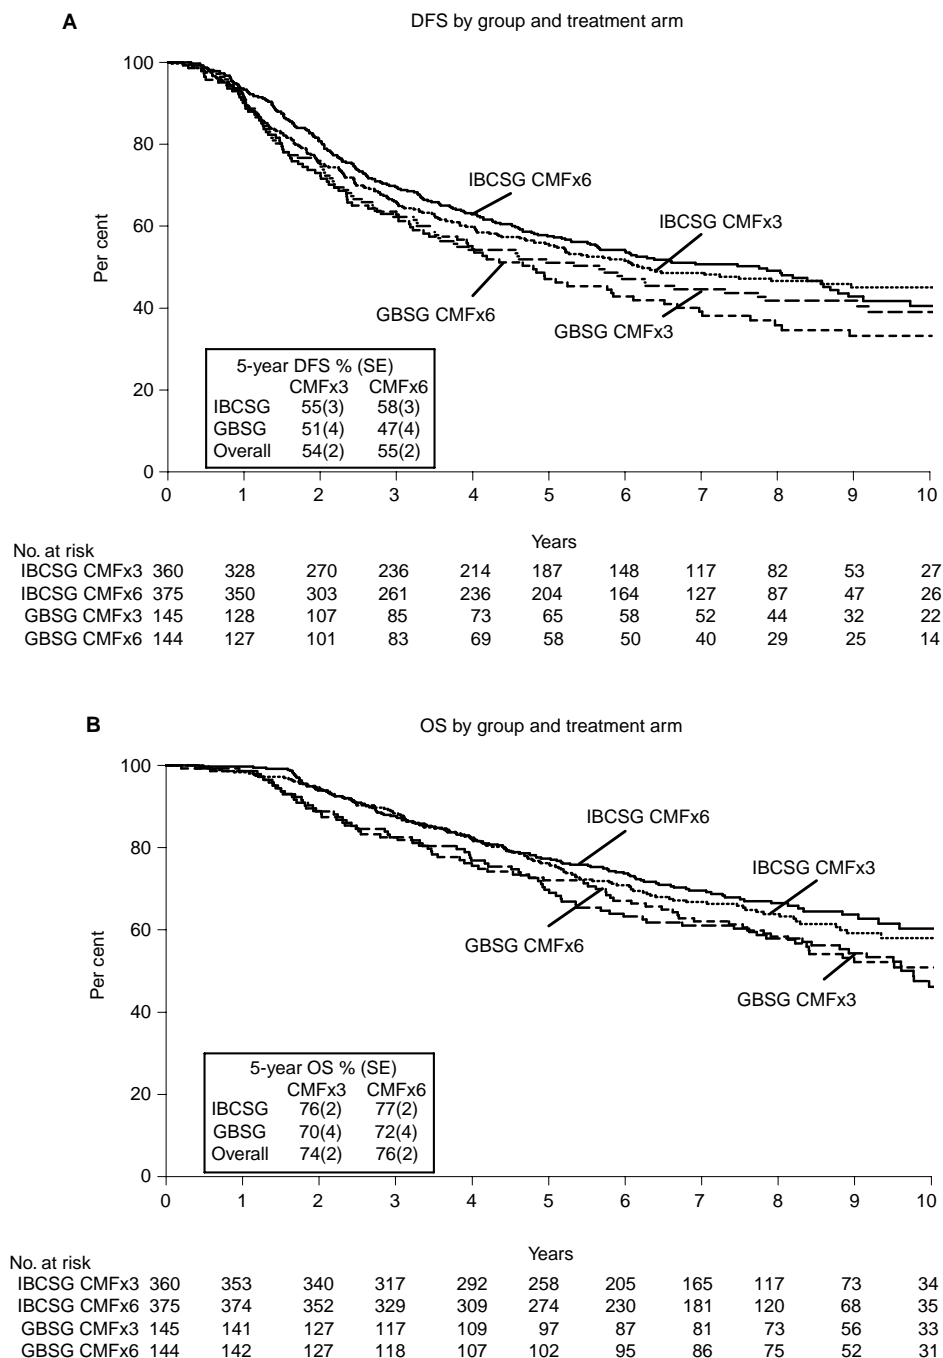 A
DFS by group and treatment arm
100
80
60
40
20
0
Per cent
IBCSG CMFx6
IBCSG CMFx3
GBSG CMFx6
GBSG CMFx3
5-year DFS % (SE)
CMFx3 CMFx6
IBCSG 55(3) 58(3)
GBSG 51(4) 47(4)
Overall 54(2) 55(2)
0 1 2 3 4 5 6 7 8 9 10
Years
No. at risk
IBCSG CMFx3 360 328 270 236 214 187 148 117 82 53 27
IBCSG CMFx6 375 350 303 261 236 204 164 127 87 47 26
GBSG CMFx3 145 128 107 85 73 65 58 52 44 32 22
GBSG CMFx6 144 127 101 83 69 58 50 40 29 25 14
B
OS by group and treatment arm
100
80
60
40
20
0
Per cent
IBCSG CMFx6
IBCSG CMFx3
GBSG CMFx6
GBSG CMFx3
5-year OS % (SE)
CMFx3 CMFx6
IBCSG 76(2) 77(2)
GBSG 70(4) 72(4)
Overall 74(2) 76(2)
0 1 2 3 4 5 6 7 8 9 10
Years
No. at risk
IBCSG CMFx3 360 353 340 317 292 258 205 165 117 73 34
IBCSG CMFx6 375 374 352 329 309 274 230 181 120 68 35
GBSG CMFx3 145 141 127 117 109 97 87 81 73 56 33
GBSG CMFx6 144 142 127 118 107 102 95 86 75 52 31